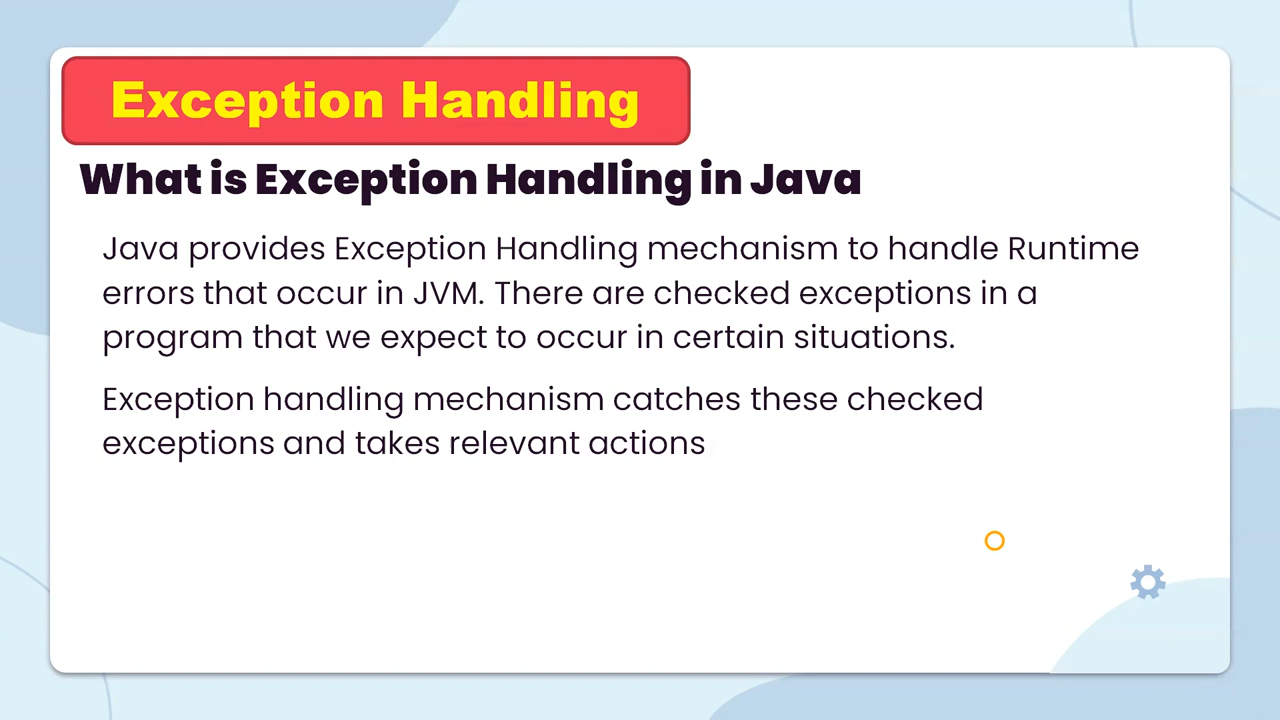 Exception Handling
What is Exception Handling in Java
Java provides Exception Handling mechanism to handle Runtime
errors that occur in JVM. There are checked exceptions in a
program that we expect to occur in certain situations.
Exception handling mechanism catches these checked
exceptions and takes relevant actions